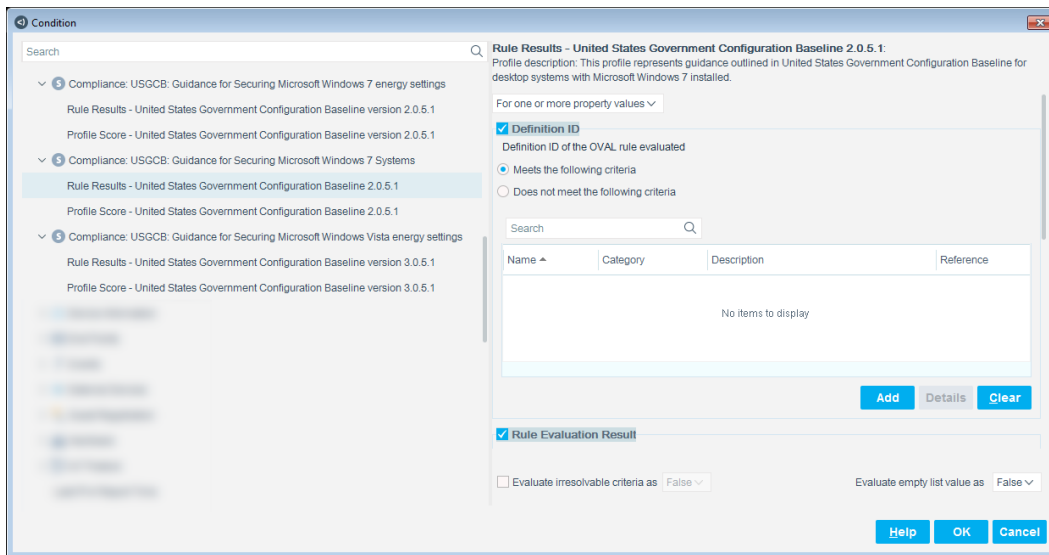 Condition
Search
Compliance: USGCB: Guidance for Securing Microsoft Windows 7 energy settings
Rule Results - United States Government Configuration Baseline version 2.0.5.1
Profile Score - United States Government Configuration Baseline version 2.0.5.1
Compliance: USGCB: Guidance for Securing Microsoft Windows 7 Systems
Rule Results - United States Government Configuration Baseline 2.0.5.1
Profile Score - United States Government Configuration Baseline 2.0.5.1
Compliance: USGCB: Guidance for Securing Microsoft Windows Vista energy settings
Rule Results - United States Government Configuration Baseline version 3.0.5.1
Profile Score - United States Government Configuration Baseline version 3.0.5.1
Rule Results - United States Government Configuration Baseline 2.0.5.1:
Profile description: This profile represents guidance outlined in United States Government Configuration Baseline for
desktop systems with Microsoft Windows 7 installed.
For one or more property values
Definition ID
Definition ID of the OVAL rule evaluated
Meets the following criteria
Does not meet the following criteria
Search
Name Category Description Reference
No items to display
Add Details Clear
Rule Evaluation Result
Evaluate irresolvable criteria as False Evaluate empty list value as False
Help OK Cancel